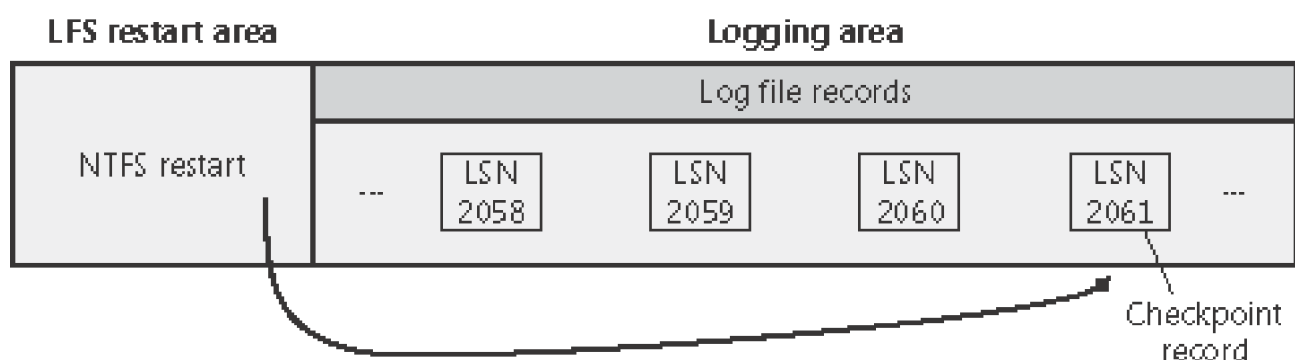 LFS restart area
Logging area
Log file records
NTFS restart
... LSN 2058 LSN 2059 LSN 2060 LSN 2061 ...
Checkpoint
record